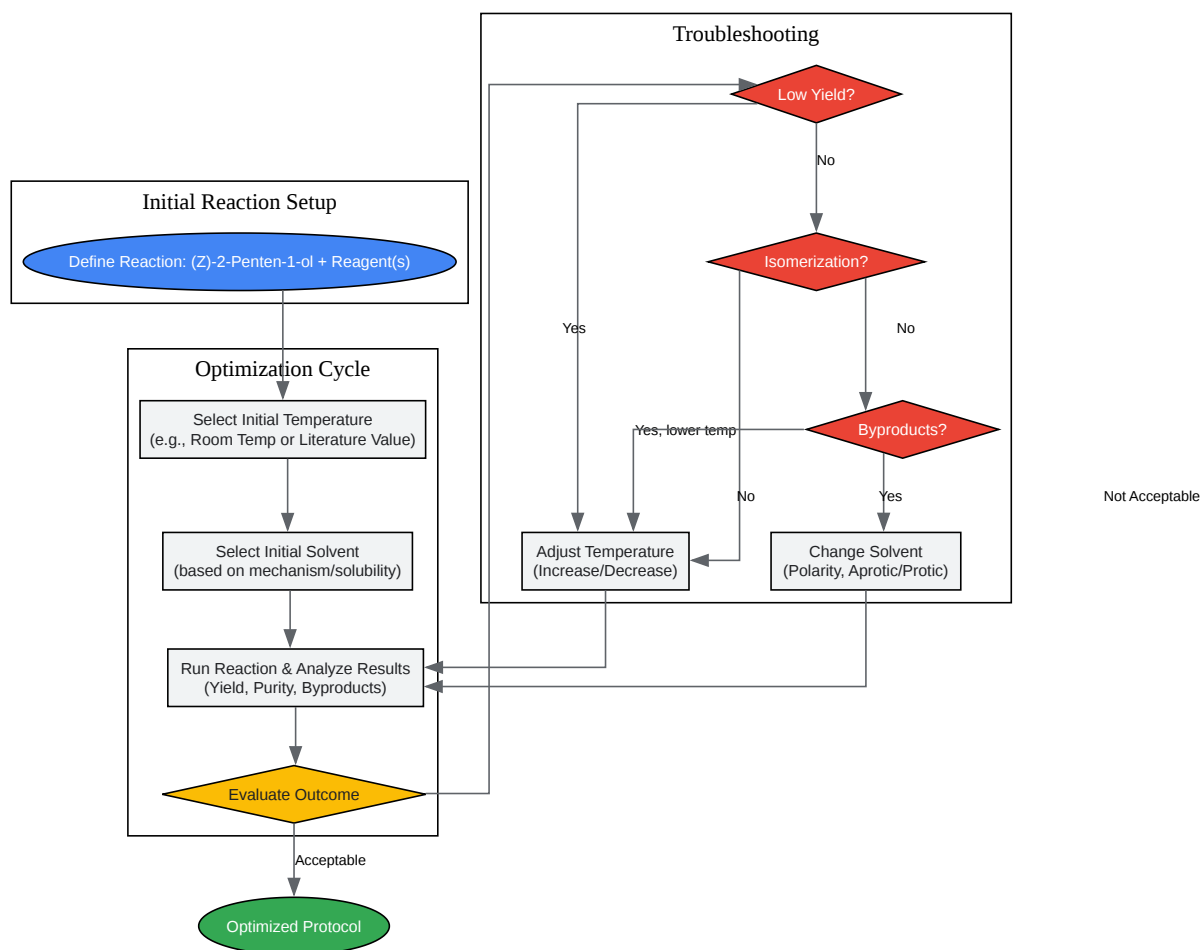 Troubleshooting
Low Yield?
No
Initial Reaction Setup
Define Reaction: (Z)-2-Penten-1-ol + Reagent(s)
Isomerization?
Yes
No
Optimization Cycle
Select Initial Temperature
(e.g., Room Temp or Literature Value)
Yes, lower temp
Byproducts?
No
Yes
Not Acceptable
Select Initial Solvent
(based on mechanism/solubility)
Adjust Temperature
(Increase/Decrease)
Change Solvent
(Polarity, Aprotic/Protic)
Run Reaction & Analyze Results
(Yield, Purity, Byproducts)
Evaluate Outcome
Acceptable
Optimized Protocol